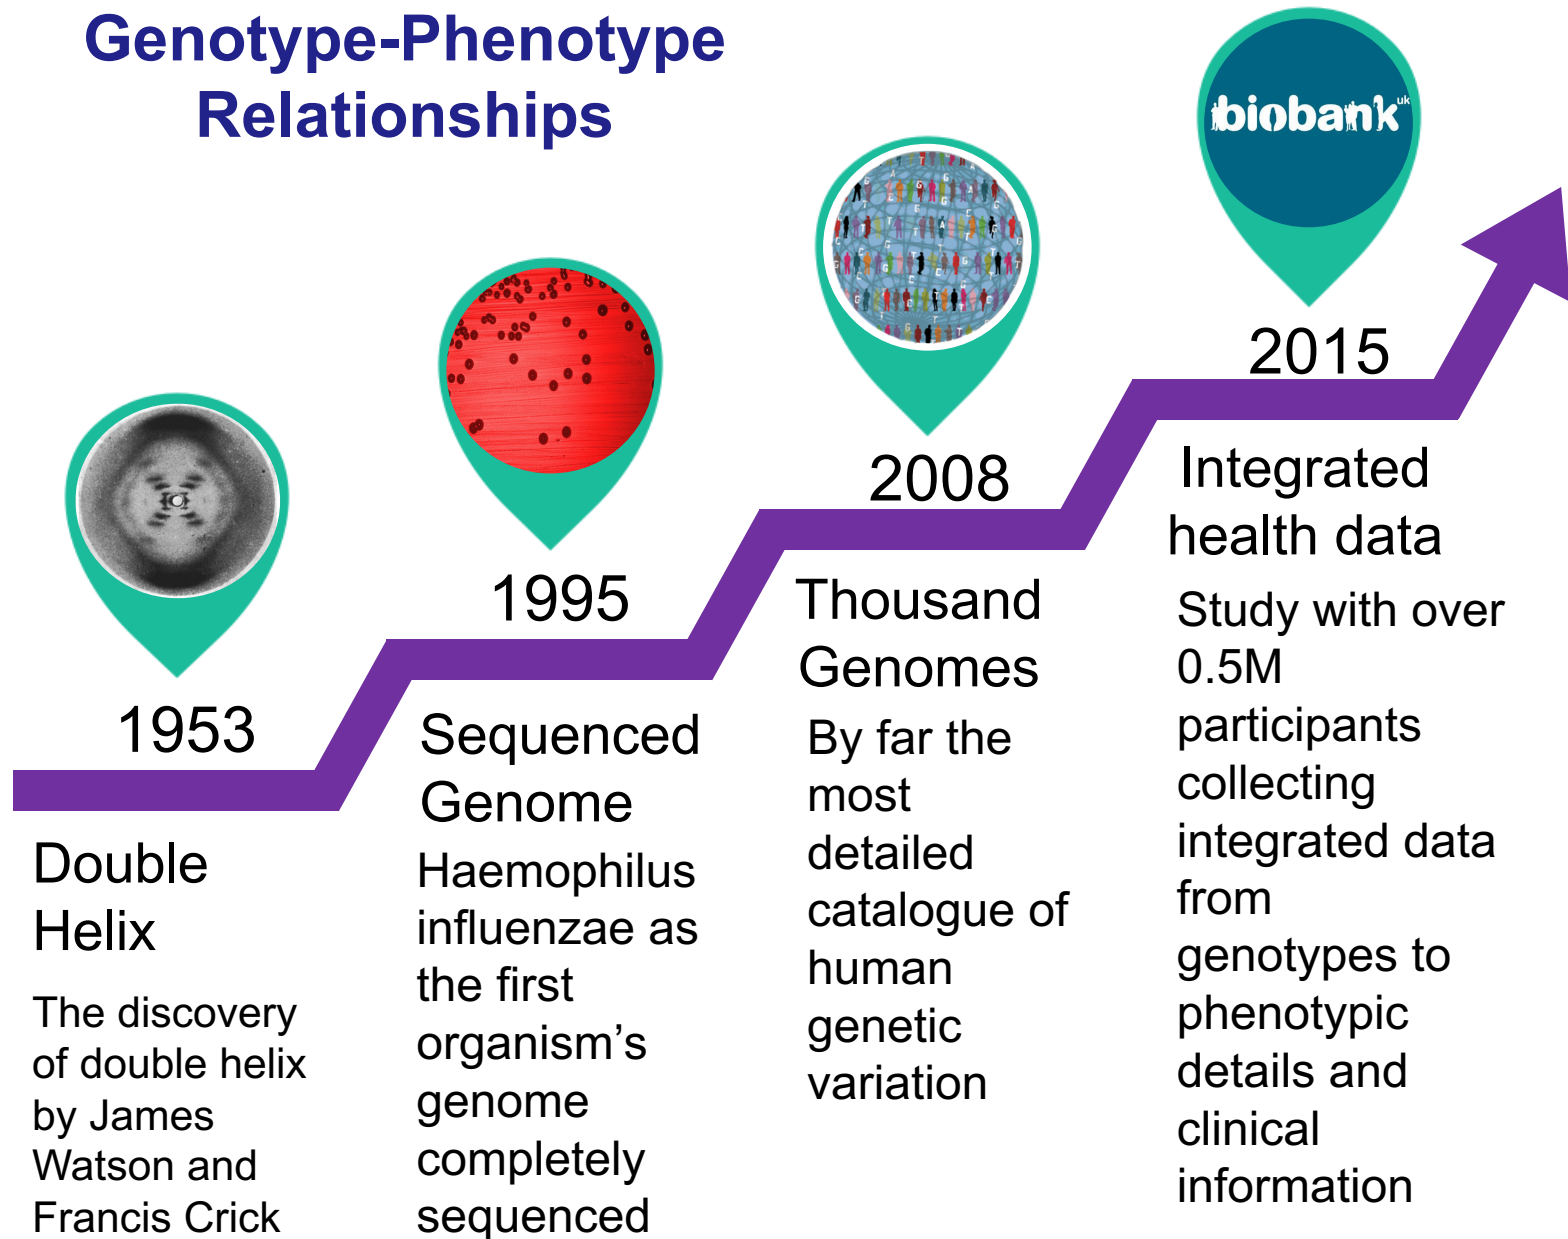 Genotype-Phenotype
Relationships
biobank uk
1953
Double
Helix
The discovery
of double helix
by James
Watson and
Francis Crick
1995
Sequenced
Genome
Haemophilus
influenzae as
the first
organism’s
genome
completely
sequenced
2008
Thousand
Genomes
By far the
most
detailed
catalogue of
human
genetic
variation
2015
Integrated
health data
Study with over
0.5M
participants
collecting
integrated data
from
genotypes to
phenotypic
details and
clinical
information